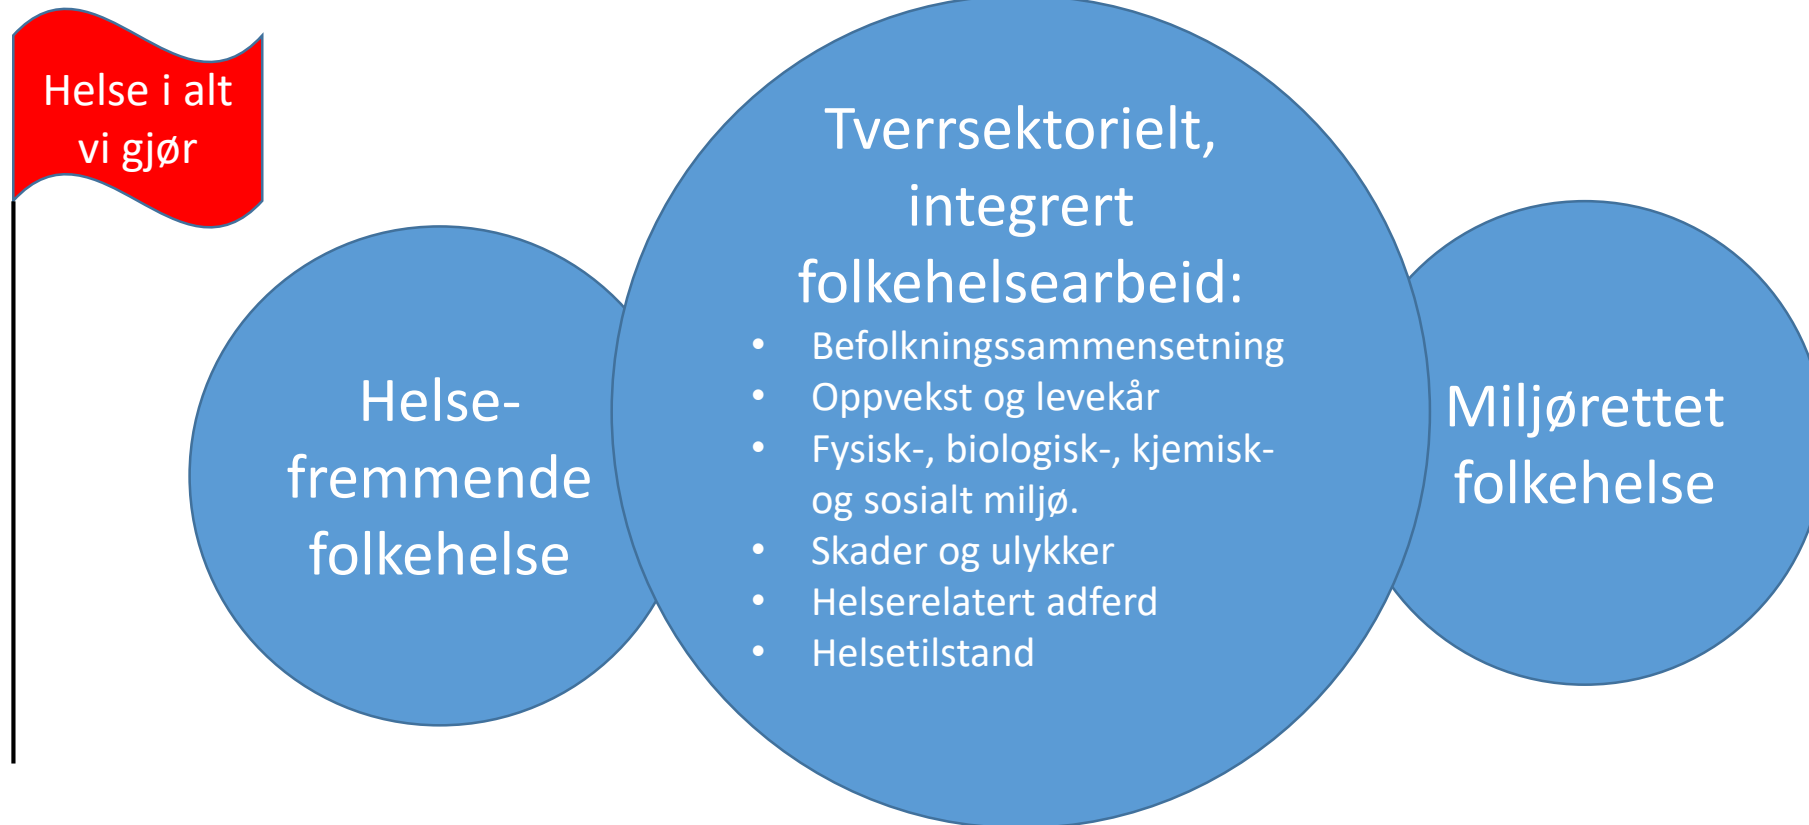 Helse i alt
vi gjør
Helse-
fremmende
folkehelse
Tverrsektorielt,
integrert
folkehelsearbeid:
• Befolkningssammensetning
• Oppvekst og levekår
• Fysisk-, biologisk-, kjemisk-
og sosialt miljø.
• Skader og ulykker
• Helserelatert adferd
• Helsetilstand
Miljørettet
folkehelse